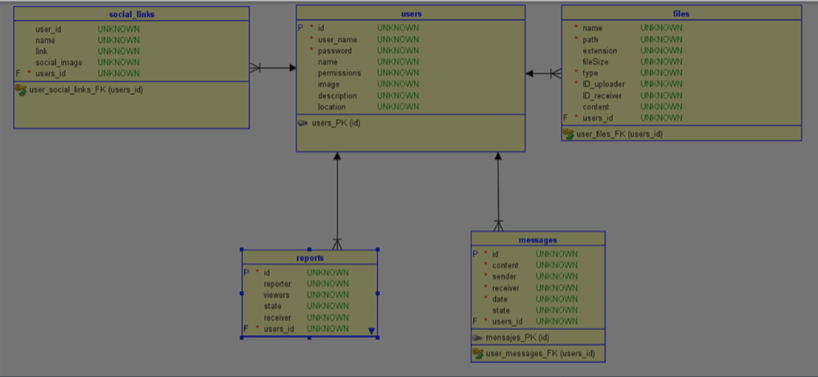 social_links
user_id UNKNOWN
name UNKNOWN
link UNKNOWN
social_image UNKNOWN
F * users_id UNKNOWN
user_social_links_FK (users_id)
users
P * id UNKNOWN
* user_name UNKNOWN
* password UNKNOWN
name UNKNOWN
permissions UNKNOWN
image UNKNOWN
description UNKNOWN
location UNKNOWN
users_PK (id)
files
* name UNKNOWN
* path UNKNOWN
extension UNKNOWN
fileSize UNKNOWN
* type UNKNOWN
* ID_uploader UNKNOWN
ID_receiver UNKNOWN
content UNKNOWN
F * users_id UNKNOWN
user_files_FK (users_id)
reports
P * id UNKNOWN
reporter UNKNOWN
viewers UNKNOWN
state UNKNOWN
receiver UNKNOWN
F * users_id UNKNOWN
messages
P * id UNKNOWN
* content UNKNOWN
* sender UNKNOWN
* receiver UNKNOWN
* date UNKNOWN
state UNKNOWN
F * users_id UNKNOWN
mensajes_PK (id)
user_messages_FK (users_id)